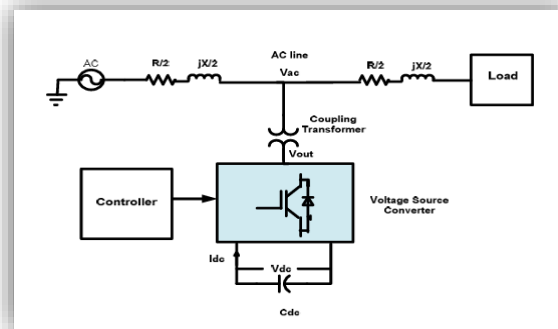 AC
R/2
jX/2
AC line
Vac
R/2
jX/2
Load
Coupling
Transformer
Vout
Controller
Voltage Source
Converter
Idc
Vdc
Cdc